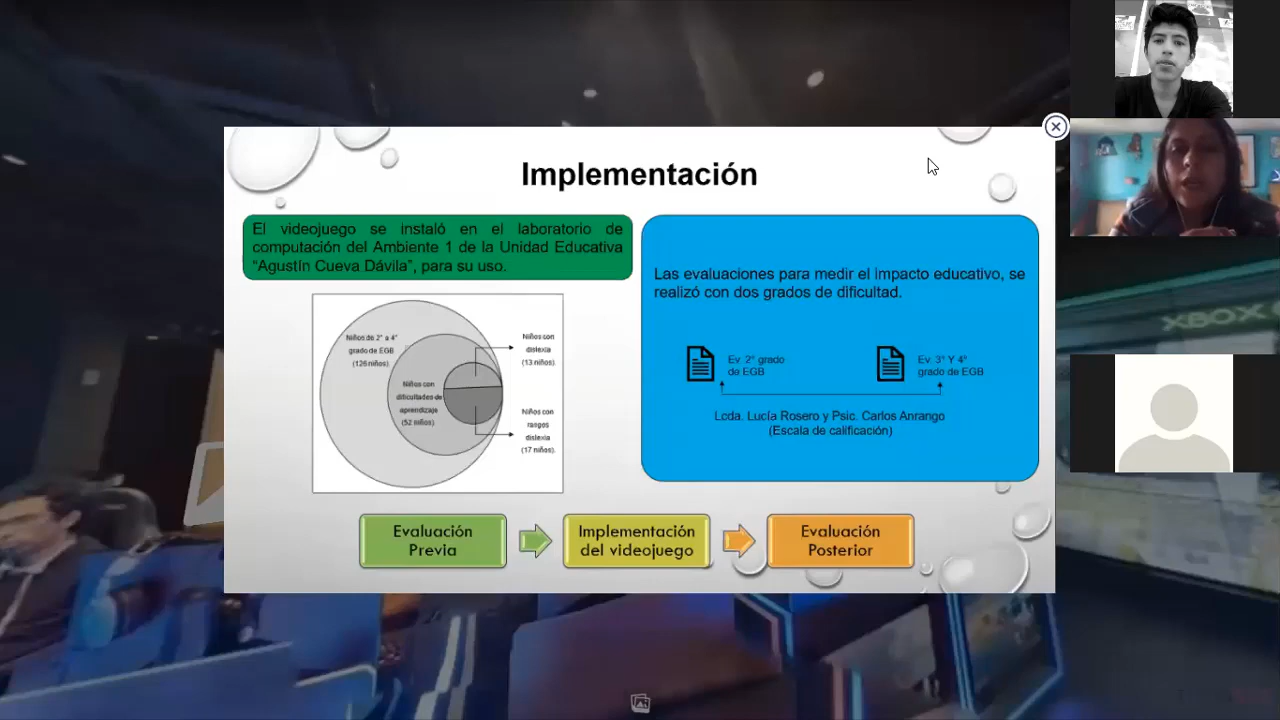 Implementación
El videojuego se instaló en el laboratorio de
computación del Ambiente 1 de la Unidad Educativa
"Agustín Cueva Dávila", para su uso.
Niños de 2° a 4°
grado de EGB
(126 niños)
Niños con
dificultades de
aprendizaje
(52 niños)
Niños con
dislexia
(13 niños).
Niños con
rasgos
dislexia
(17 niños).
Las evaluaciones para medir el impacto educativo, se
realizó con dos grados de dificultad.
Ev. 2° grado
de EGB
Ev. 3° Y 4°
grado de EGB
Lcda. Lucía Rosero y Psic. Carlos Anrango
(Escala de calificación)
Evaluación
Previa
Implementación
del videojuego
Evaluación
Posterior
XBOX